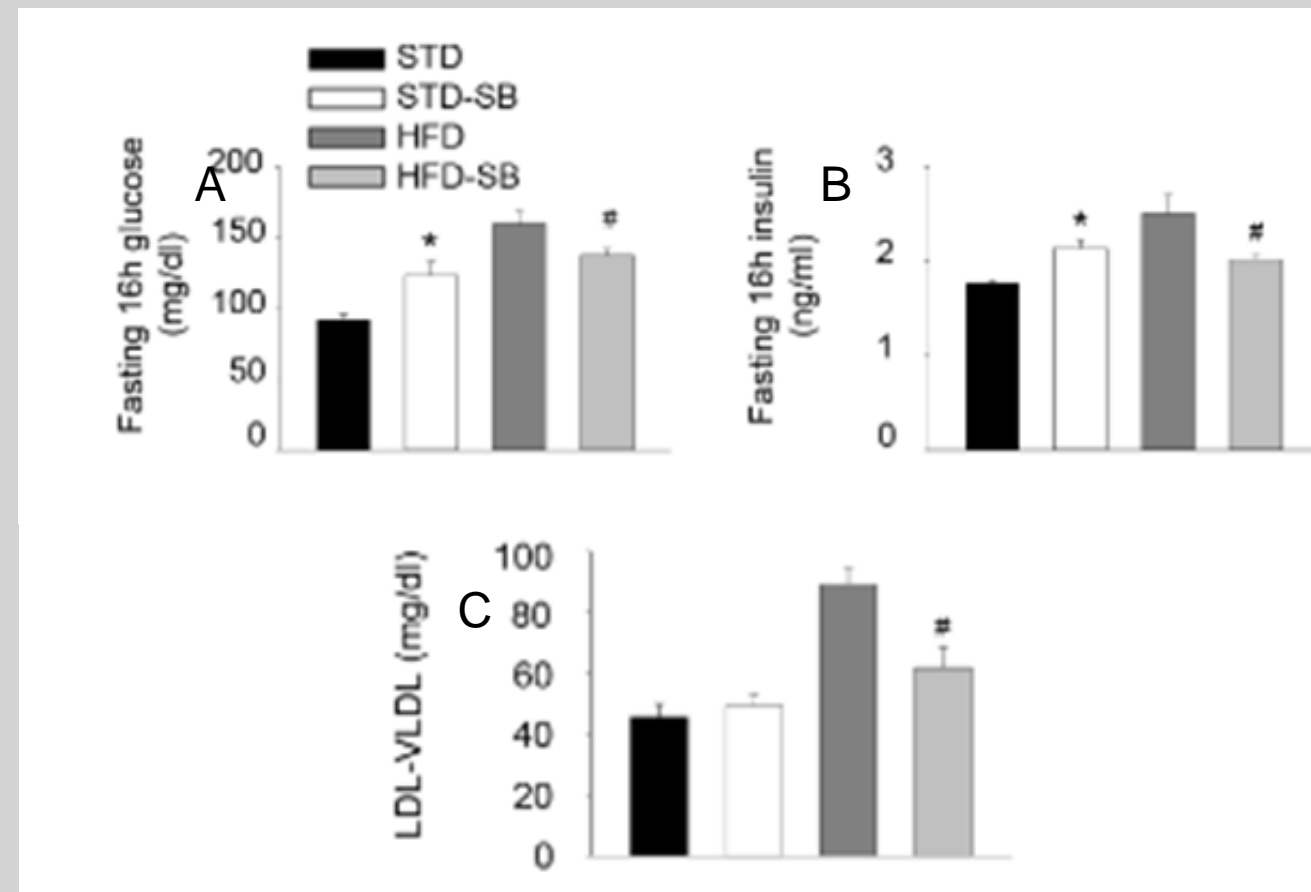 STD
STD-SB
HFD
HFD-SB
A
Fasting 16h glucose
(mg/dl)
200
150
100
50
0
*
#
B
Fasting 16h insulin
(ng/ml)
3
2
1
0
*
#
C
LDL-VLDL (mg/dl)
100
80
60
40
20
0
#